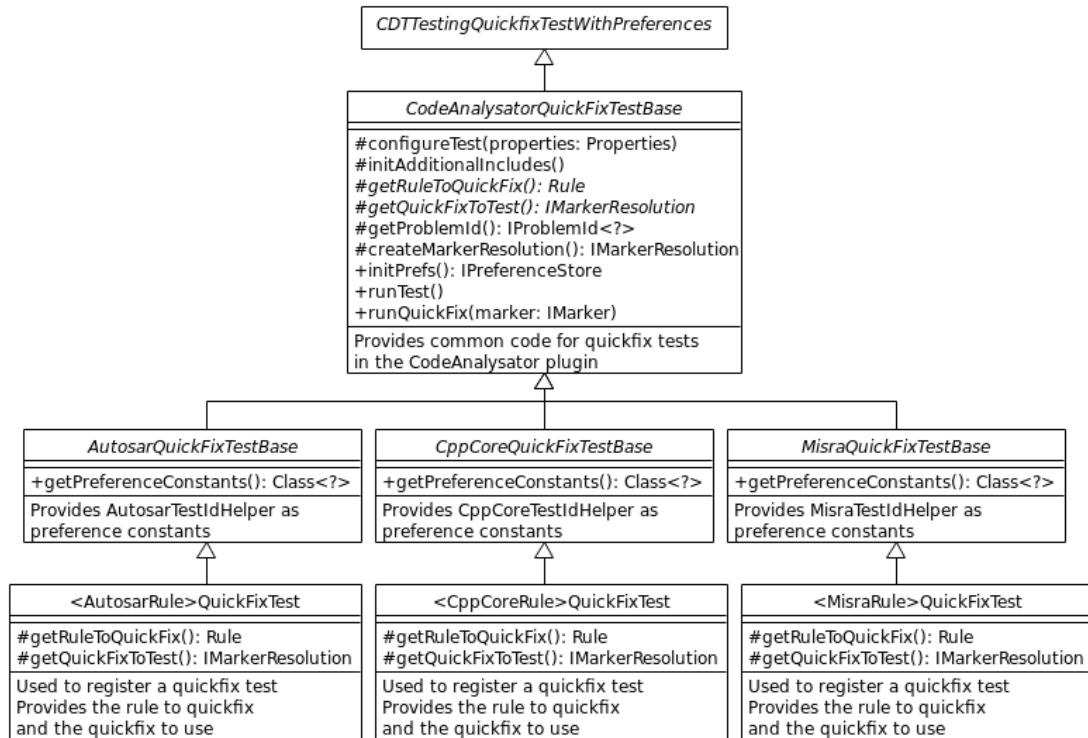 CDTTestingQuickfixTestWithPreferences
CodeAnalysatorQuickFixTestBase
#configureTest(properties: Properties)
#initAdditionalIncludes()
#getRuleToQuickFix(): Rule
#getQuickFixToTest(): IMarkerResolution
#getProblemId(): IProblemId<?>
#createMarkerResolution(): IMarkerResolution
+initPrefs(): IPreferenceStore
+runTest()
+runQuickFix(marker: IMarker)
Provides common code for quickfix tests
in the CodeAnalysator plugin
AutosarQuickFixTestBase
+getPreferenceConstants(): Class<?>
Provides AutosarTestIdHelper as
preference constants
CppCoreQuickFixTestBase
+getPreferenceConstants(): Class<?>
Provides CppCoreTestIdHelper as
preference constants
MisraQuickFixTestBase
+getPreferenceConstants(): Class<?>
Provides MisraTestIdHelper as
preference constants
<AutosarRule>QuickFixTest
#getRuleToQuickFix(): Rule
#getQuickFixToTest(): IMarkerResolution
Used to register a quickfix test
Provides the rule to quickfix
and the quickfix to use
<CppCoreRule>QuickFixTest
#getRuleToQuickFix(): Rule
#getQuickFixToTest(): IMarkerResolution
Used to register a quickfix test
Provides the rule to quickfix
and the quickfix to use
<MisraRule>QuickFixTest
#getRuleToQuickFix(): Rule
#getQuickFixToTest(): IMarkerResolution
Used to register a quickfix test
Provides the rule to quickfix
and the quickfix to use